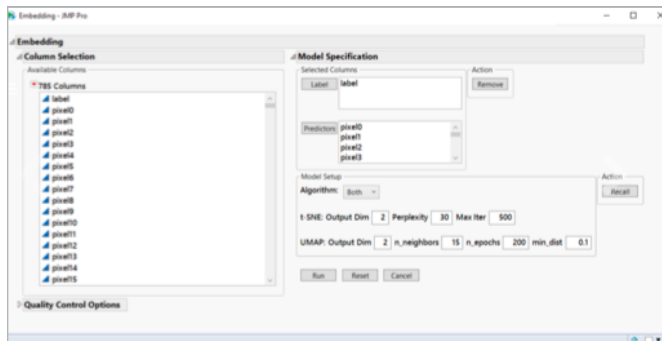 Embedding - JMP Pro
Embedding
Column Selection
Available Columns
785 Columns
label
pixel0
pixel1
pixel2
pixel3
pixel4
pixel5
pixel6
pixel7
pixel8
pixel9
pixel10
pixel11
pixel12
pixel13
pixel14
pixel15
Quality Control Options
Model Specification
Selected Columns
Label label
Predictors pixel0
pixel1
pixel2
pixel3
Action
Remove
Model Setup
Algorithm: Both
t-SNE: Output Dim 2 Perplexity 30 Max Iter 500
UMAP: Output Dim 2 n_neighbors 15 n_epochs 200 min_dist 0.1
Action
Recall
Run Reset Cancel